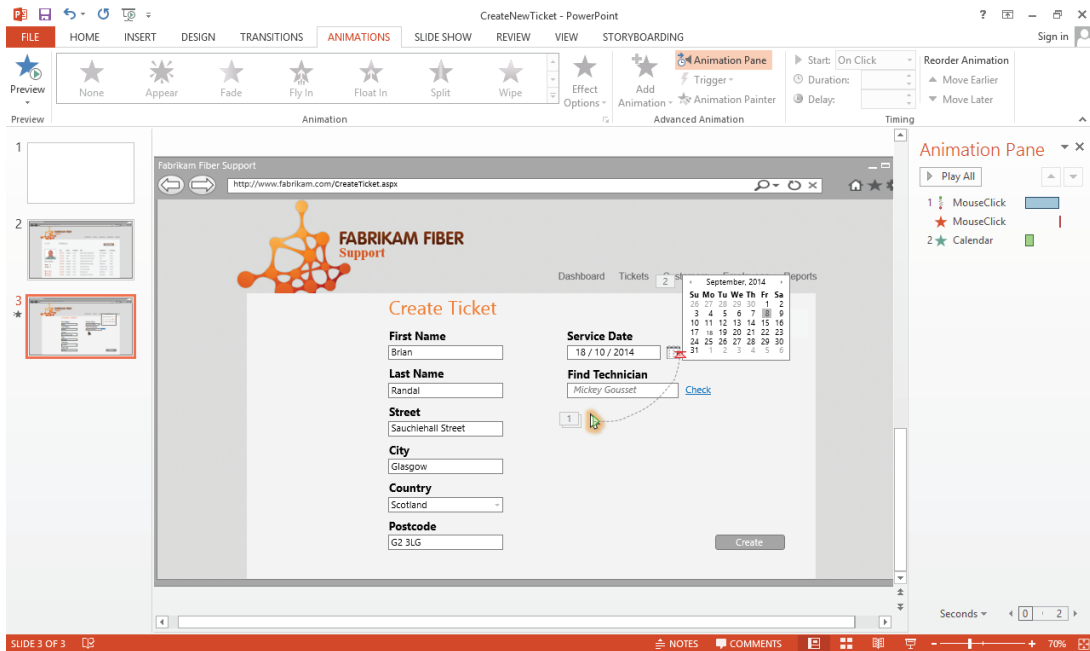 CreateNewTicket - PowerPoint
?
FILE HOME INSERT DESIGN TRANSITIONS ANIMATIONS SLIDE SHOW REVIEW VIEW STORYBOARDING Sign in
Preview
None Appear Fade Fly In Float In Split Wipe
Effect Options
Add Animation
Animation Pane
Trigger
Animation Painter
Start: On Click
Duration:
Delay:
Reorder Animation
Move Earlier
Move Later
Preview Animation Advanced Animation Timing
1
2
3
Fabrikam Fiber Support
http://www.fabrikam.com/CreateTicket.aspx
FABRIKAM FIBER
Support
Dashboard Tickets
2
September, 2014
Su Mo Tu We Th Fr Sa
26 27 28 29 30 1 2
3 4 5 6 7 8 9
10 11 12 13 14 15 16
17 18 19 20 21 22 23
24 25 26 27 28 29 30
31 1 2 3 4 5 6
Create Ticket
First Name
Brian
Last Name
Randal
Street
Sauchiehall Street
City
Glasgow
Country
Scotland
Postcode
G2 3LG
Service Date
18 / 10 / 2014
Find Technician
Mickey Gousset
Check
1
Create
Animation Pane
Play All
1 MouseClick
MouseClick
2 Calendar
Seconds 0 2
SLIDE 3 OF 3
NOTES COMMENTS 70%